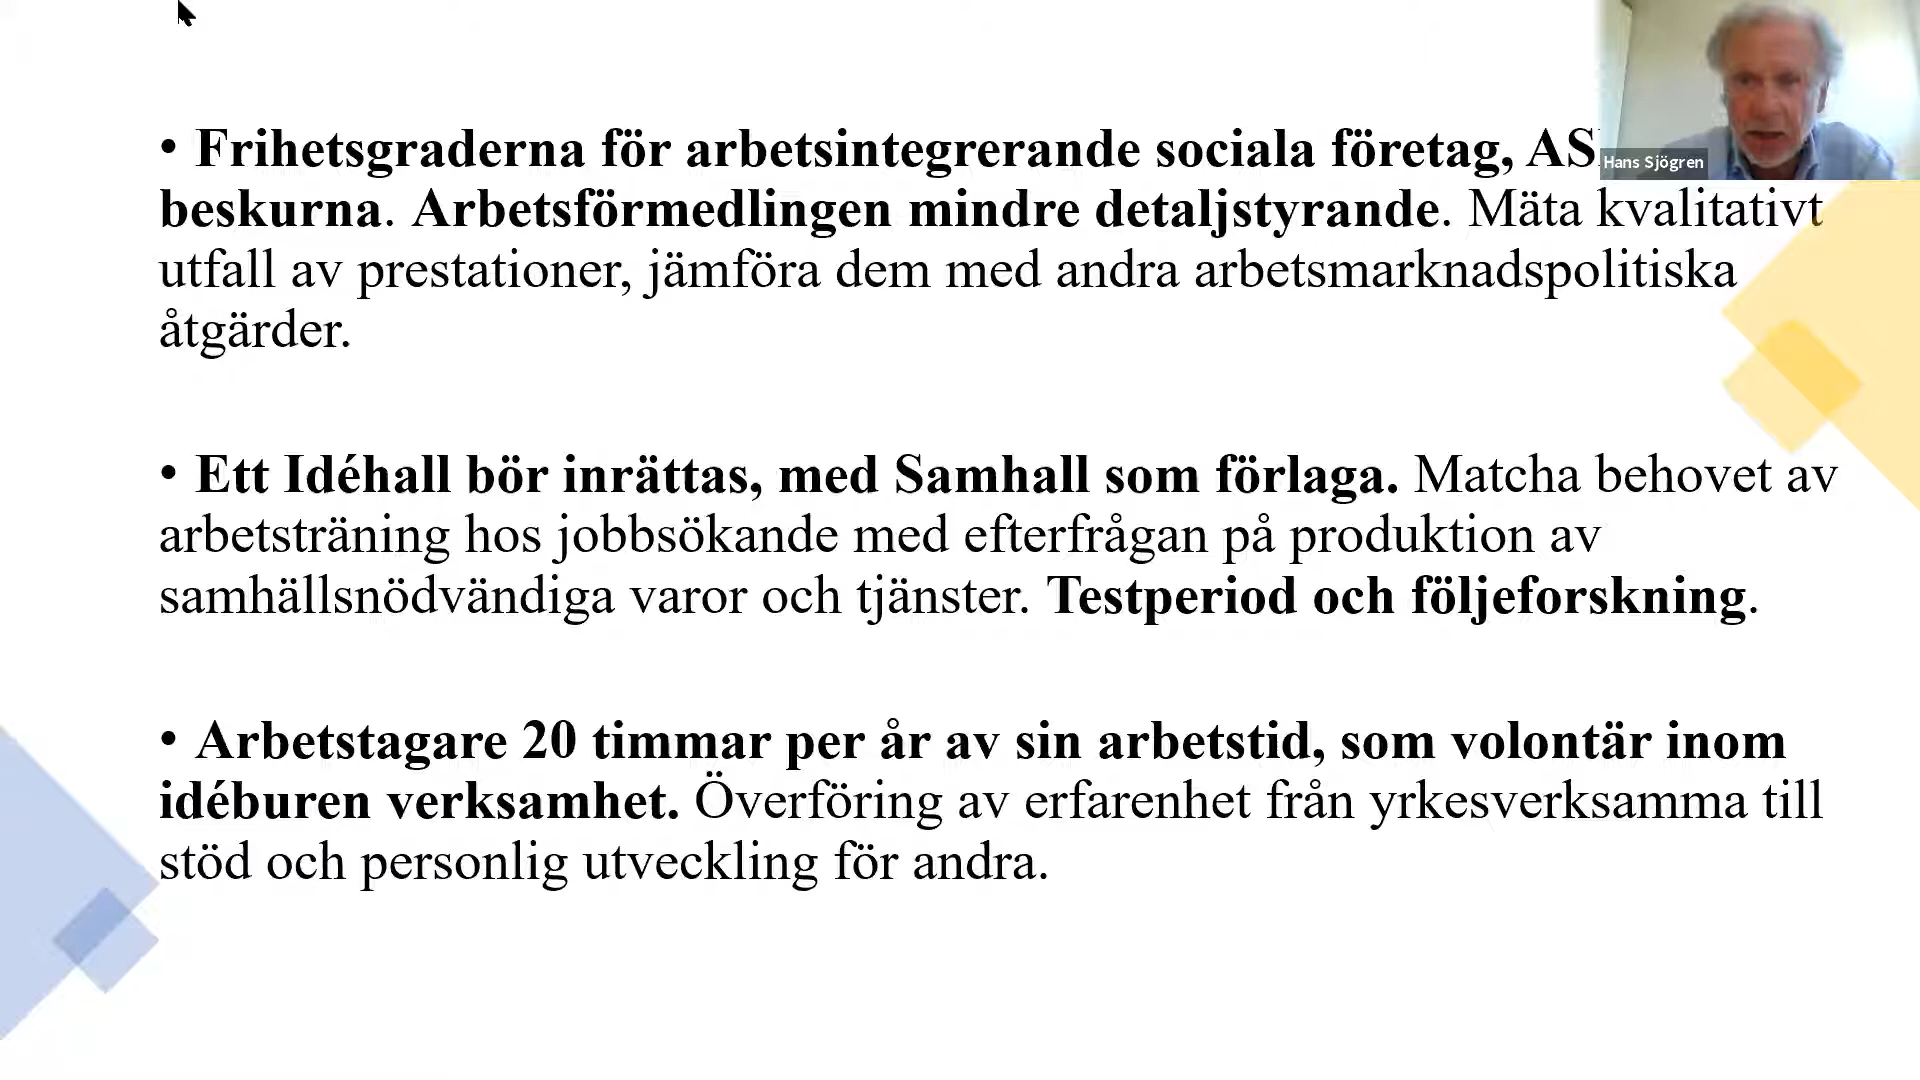 • Frihetsgraderna för arbetsintegrerande sociala företag,
Hans Sjögren
beskurna. Arbetsförmedlingen mindre detaljstyrande. Mäta kvalitativt
utfall av prestationer, jämföra dem med andra arbetsmarknadspolitiska
åtgärder.
• Ett Idéhall bör inrättas, med Samhall som förlaga. Matcha behovet av
arbetsträning hos jobbsökande med efterfrågan på produktion av
samhällsnödvändiga varor och tjänster. Testperiod och följeforskning.
• Arbetstagare 20 timmar per år av sin arbetstid, som volontär inom
idéburen verksamhet. Överföring av erfarenhet från yrkesverksamma till
stöd och personlig utveckling för andra.